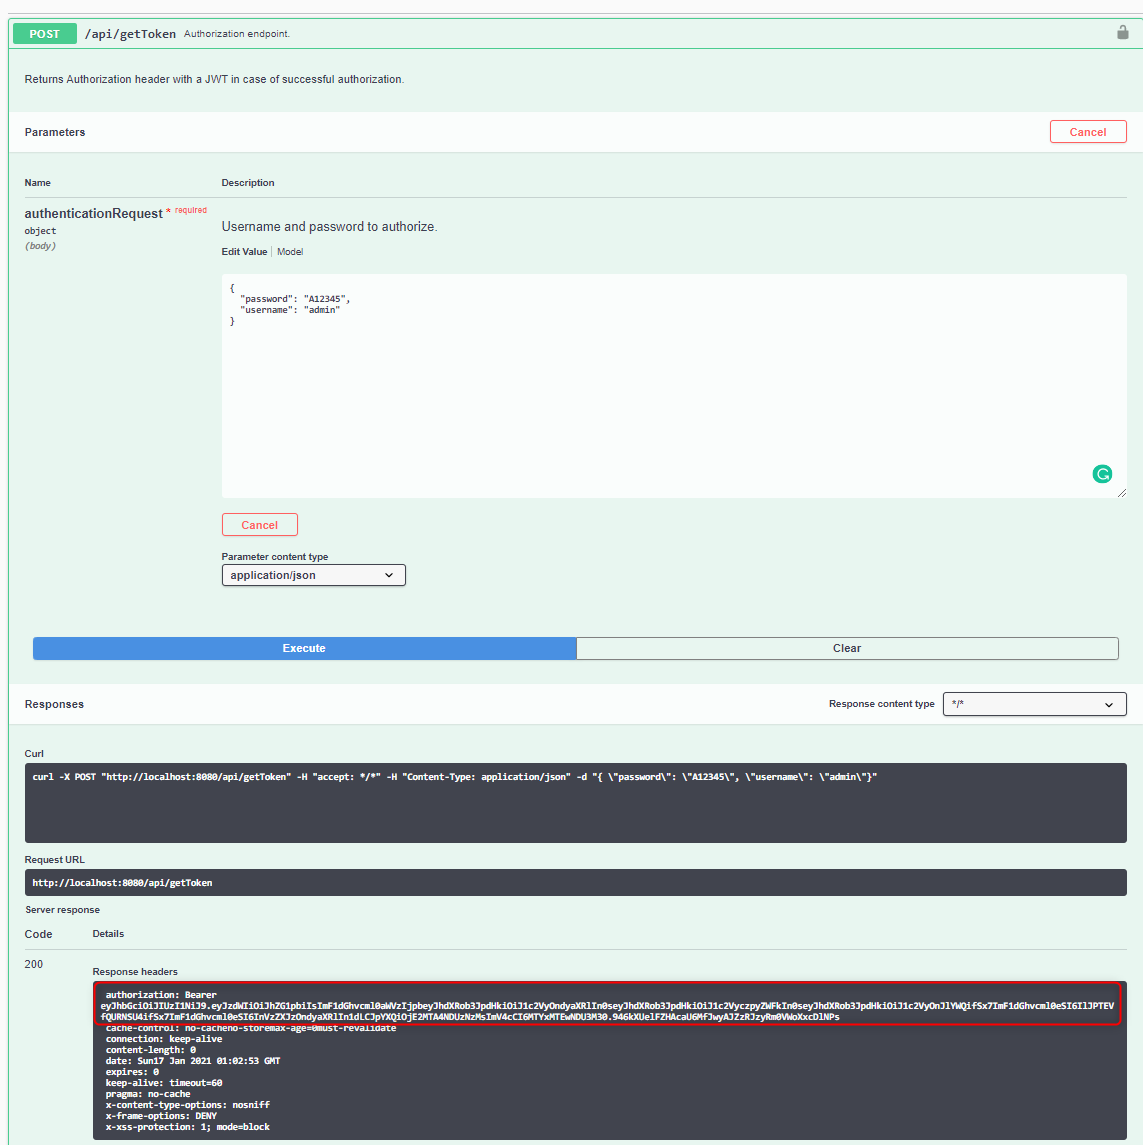 POST /api/getToken Authorization endpoint.
Returns Authorization header with a JWT in case of successful authorization.
Parameters
Cancel
Name Description
authenticationRequest * required
object
(body)
Username and password to authorize.
Edit Value Model
{
"password": "A12345",
"username": "admin"
}
Cancel
Parameter content type
application/json
Execute Clear
Responses Response content type */*
Curl
curl -X POST "http://localhost:8080/api/getToken" -H "accept: */*" -H "Content-Type: application/json" -d "{ \"password\": \"A12345\", \"username\": \"admin\"}"
Request URL
http://localhost:8080/api/getToken
Server response
Code Details
200
Response headers
authorization: Bearer
cache-control: no-cacheno-storemax-age=0must-revalidate
connection: keep-alive
content-length: 0
date: Sun17 Jan 2021 01:02:53 GMT
expires: 0
keep-alive: timeout=60
pragma: no-cache
x-content-type-options: nosniff
x-frame-options: DENY
x-xss-protection: 1; mode=block